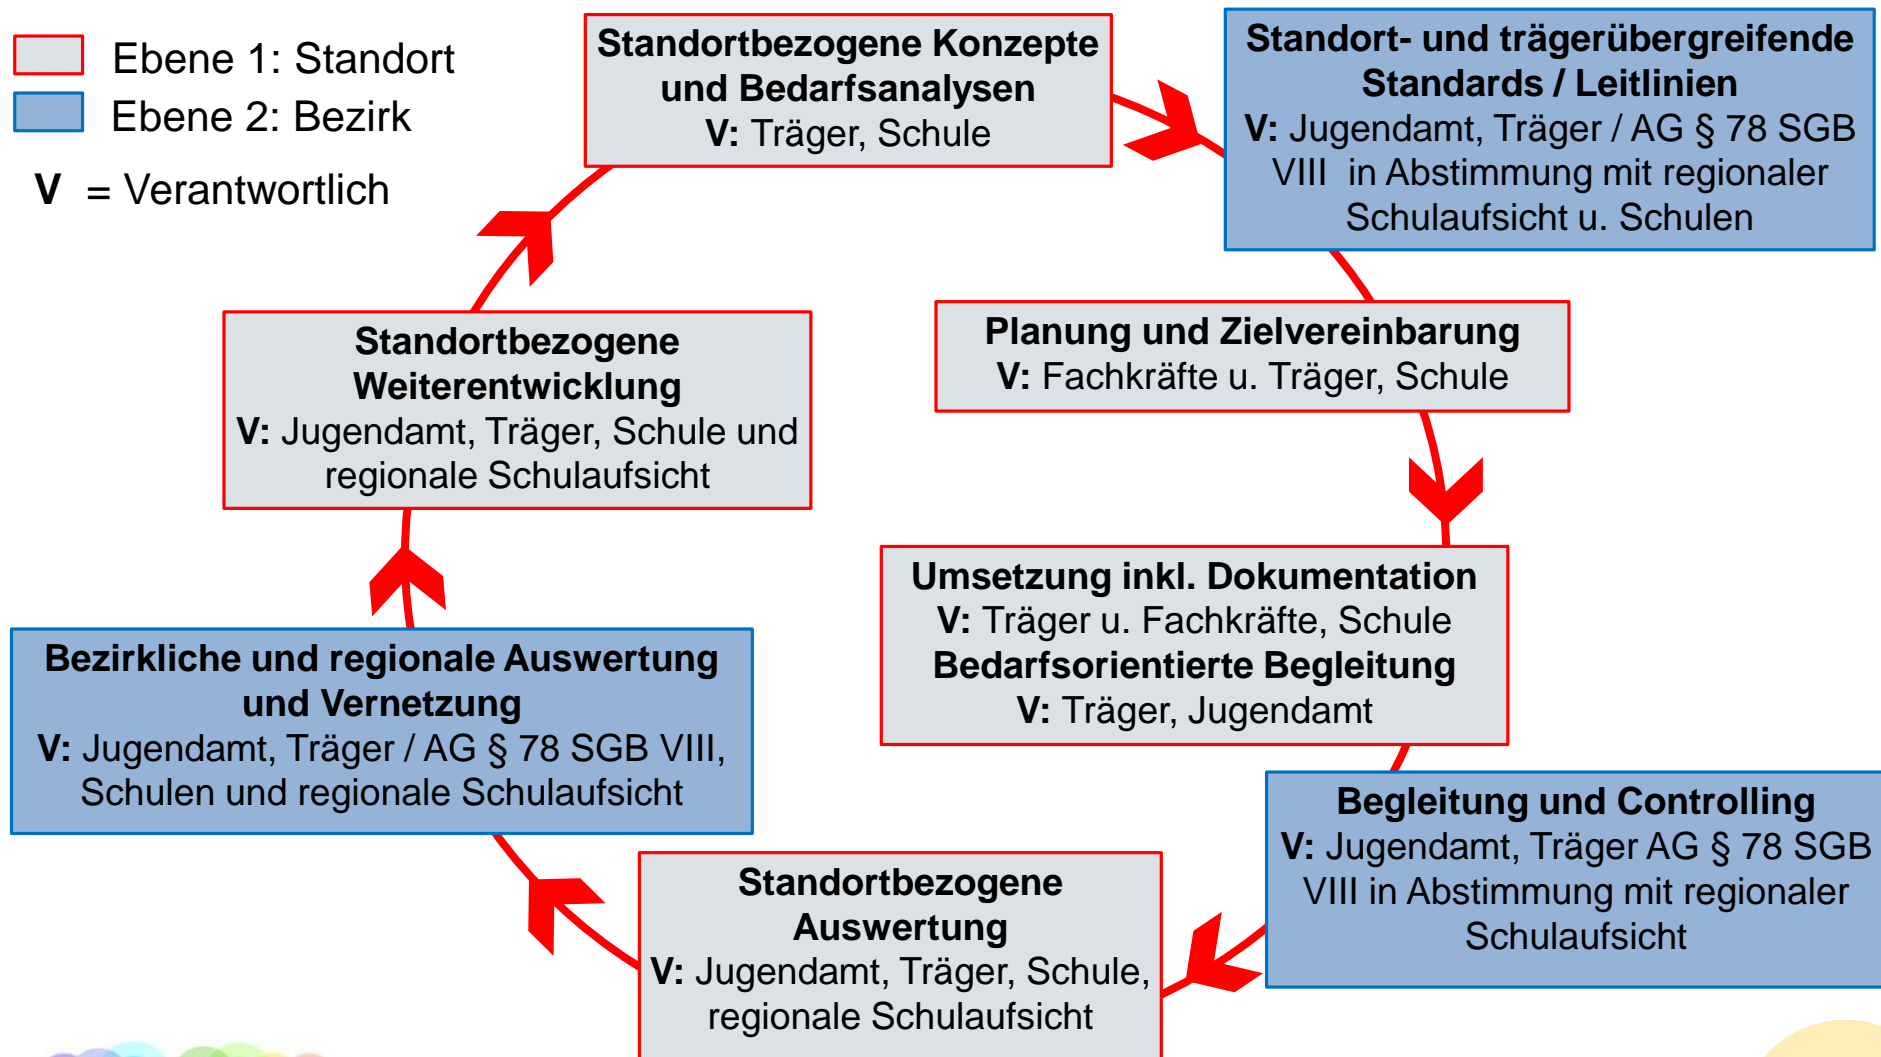 Ebene 1: Standort
Ebene 2: Bezirk
V = Verantwortlich
Standortbezogene Konzepte
und Bedarfsanalysen
V: Träger, Schule
Standort- und trägerübergreifende
Standards / Leitlinien
V: Jugendamt, Träger / AG § 78 SGB
VIII in Abstimmung mit regionaler
Schulaufsicht u. Schulen
Planung und Zielvereinbarung
V: Fachkräfte u. Träger, Schule
Umsetzung inkl. Dokumentation
V: Träger u. Fachkräfte, Schule
Bedarfsorientierte Begleitung
V: Träger, Jugendamt
Begleitung und Controlling
V: Jugendamt, Träger AG § 78 SGB
VIII in Abstimmung mit regionaler
Schulaufsicht
Standortbezogene
Auswertung
V: Jugendamt, Träger, Schule,
regionale Schulaufsicht
Bezirkliche und regionale Auswertung
und Vernetzung
V: Jugendamt, Träger / AG § 78 SGB VIII,
Schulen und regionale Schulaufsicht
Standortbezogene
Weiterentwicklung
V: Jugendamt, Träger, Schule und
regionale Schulaufsicht